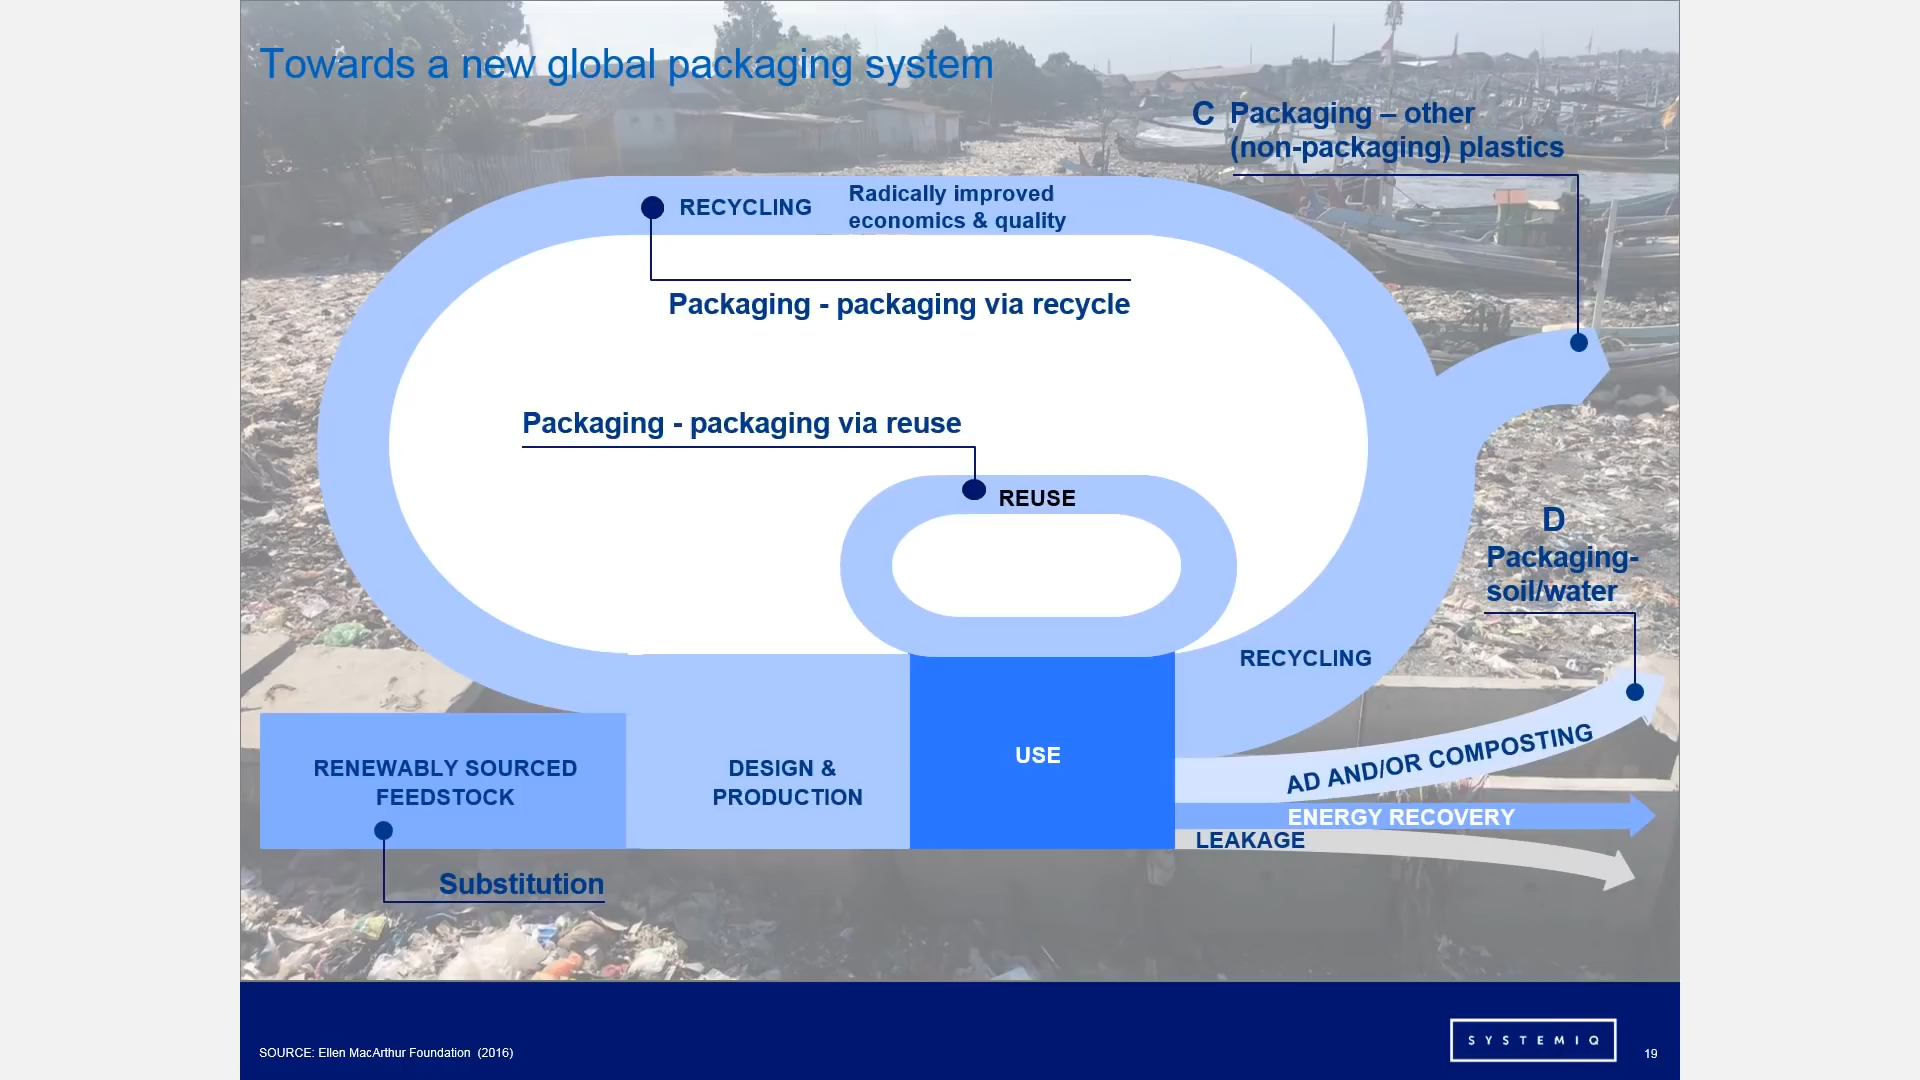 Towards a new global packaging system
C Packaging – other
(non-packaging) plastics
RECYCLING
Radically improved
economics & quality
Packaging - packaging via recycle
Packaging - packaging via reuse
REUSE
D
Packaging-
soil/water
RECYCLING
USE
RENEWABLY SOURCED
FEEDSTOCK
DESIGN &
PRODUCTION
AD AND/OR COMPOSTING
ENERGY RECOVERY
LEAKAGE
Substitution
SOURCE: Ellen MacArthur Foundation (2016)
SYSTEMIQ
19